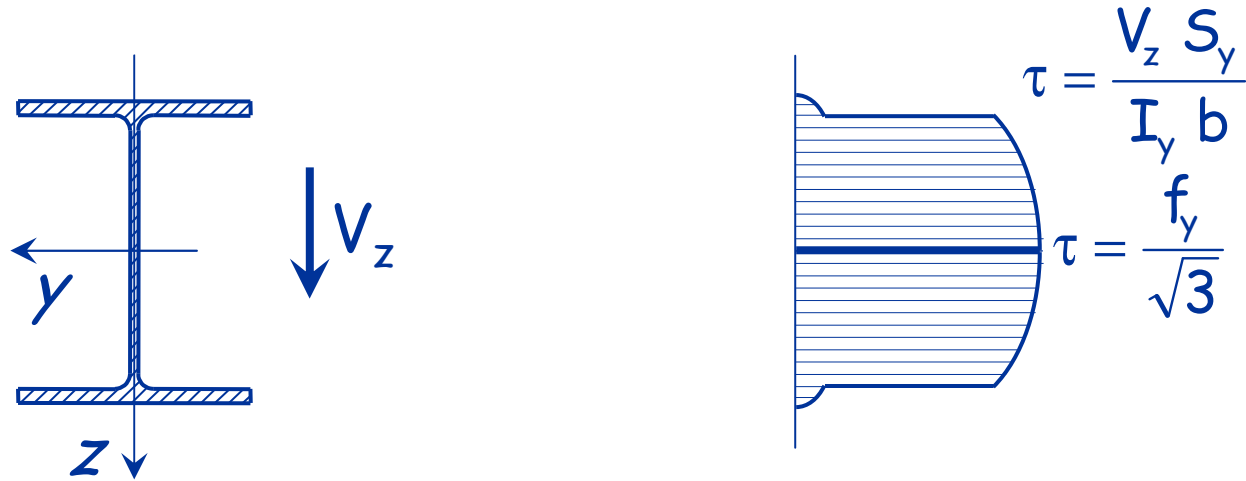 τ = V_z S_y / I_y b
V_z
y
τ = f_y / √3
z